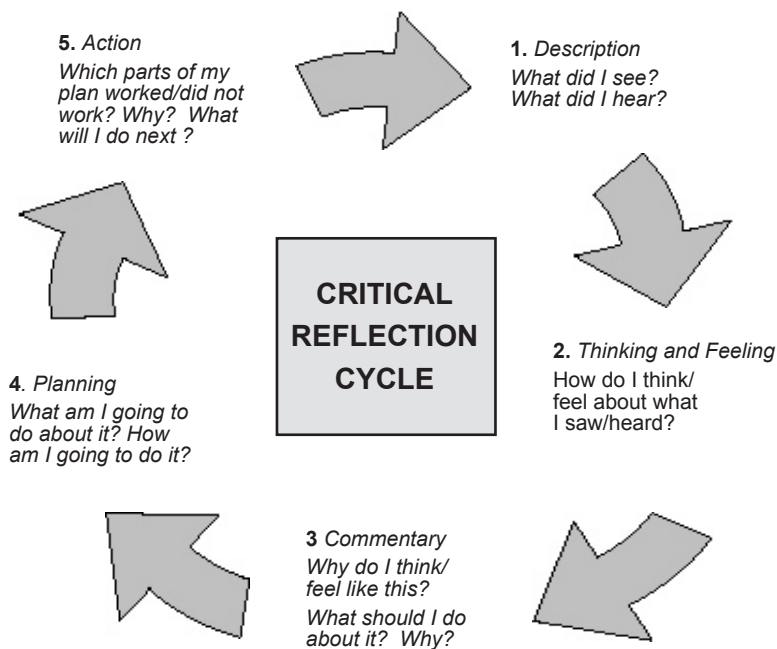 5. Action
Which parts of my
plan worked/did not
work? Why? What
will I do next ?
1. Description
What did I see?
What did I hear?
CRITICAL
REFLECTION
CYCLE
2. Thinking and Feeling
How do I think/
feel about what
I saw/heard?
4. Planning
What am I going to
do about it? How
am I going to do it?
3 Commentary
Why do I think/
feel like this?
What should I do
about it? Why?